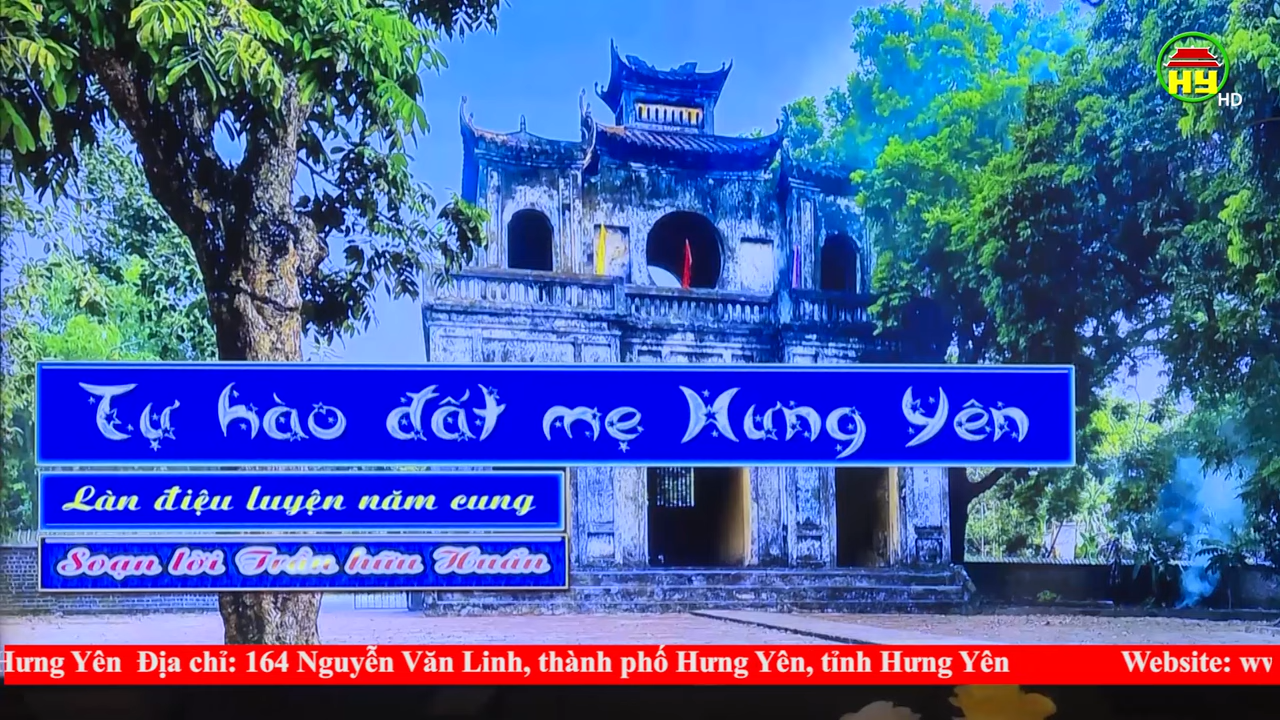 HY
HD
Tự hào đất mẹ Hưng Yên
Làn điệu luyện năm cung
Soạn lời Trần hữu Huấn
Hưng Yên Địa chỉ: 164 Nguyễn Văn Linh, thành phố Hưng Yên, tỉnh Hưng Yên Website: